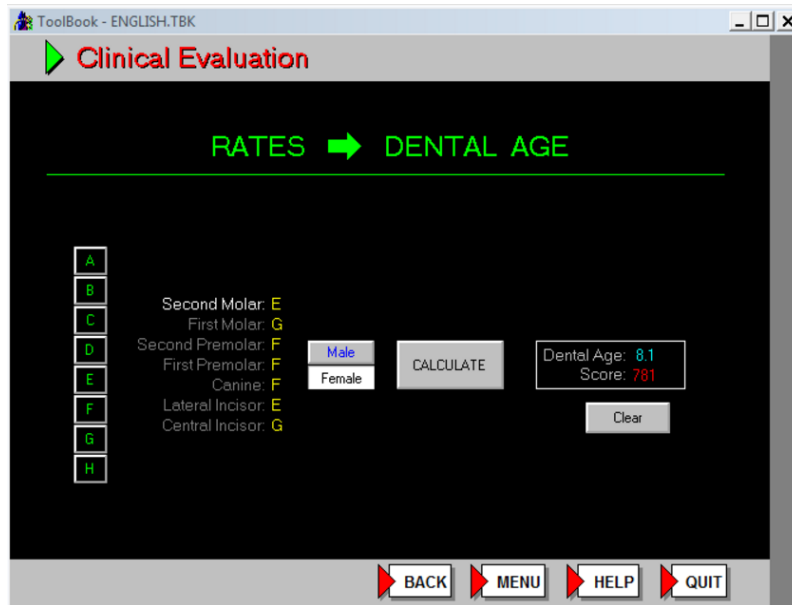 ToolBook - ENGLISH.TBK
Clinical Evaluation
RATES DENTAL AGE
A
B
C
D
E
F
G
H
Second Molar: E
First Molar: G
Second Premolar: F
First Premolar: F
Canine: F
Lateral Incisor: E
Central Incisor: G
Male
Female
CALCULATE
Dental Age: 8.1
Score: 781
Clear
BACK MENU HELP QUIT